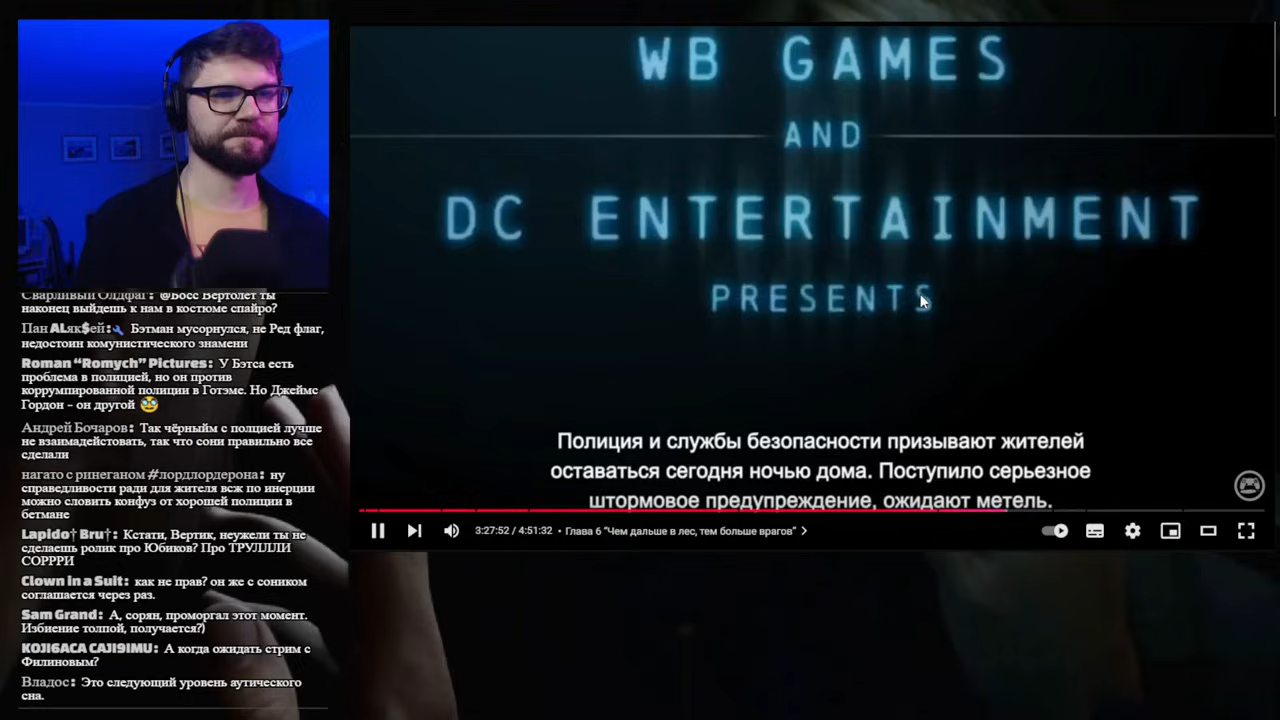 WB GAMES
AND
DC ENTERTAINMENT
PRESENTS
Полиция и службы безопасности призывают жителей
оставаться сегодня ночью дома. Поступило серьезное
штормовое предупреждение, ожидают метель.
3:27:52 / 4:51:32 • Глава 6 “Чем дальше в лес, тем больше врагов”
Сварливый Олдфаг: @Босс Вертолет ты
наконец выйдешь к нам в костюме спайро?
Пан ALяк$ей: Бэтман мусорнулся, не Ред флаг,
недостоин комунистического знамени
Roman “Romych” Pictures: У Бэтса есть
проблема в полицией, но он против
коррумпированной полиции в Готэме. Но Джеймс
Гордон - он другой
Андрей Бочаров: Так чёрныйм с полцией лучше
не взаимадейстовать, так что сони правильно все
сделали
нагато с ринеганом #лордлордерона: ну
справедливости ради для жителя всж по инерции
можно словить конфуз от хорошей полиции в
бетмане
Lapido† Bru†: Кстати, Вертик, неужели ты не
сделаешь ролик про Юбиков? Про ТРУЛЛЛИ
СОРРРИ
Clown in a Suit: как не прав? он же с соником
соглашается через раз.
Sam Grand: А, сорян, проморгал этот момент.
Избиение толпой, получается?)
KOJI6ACA CAJI9IMU: А когда ожидать стрим с
Филиновым?
Владос: Это следующий уровень аутического
сна.